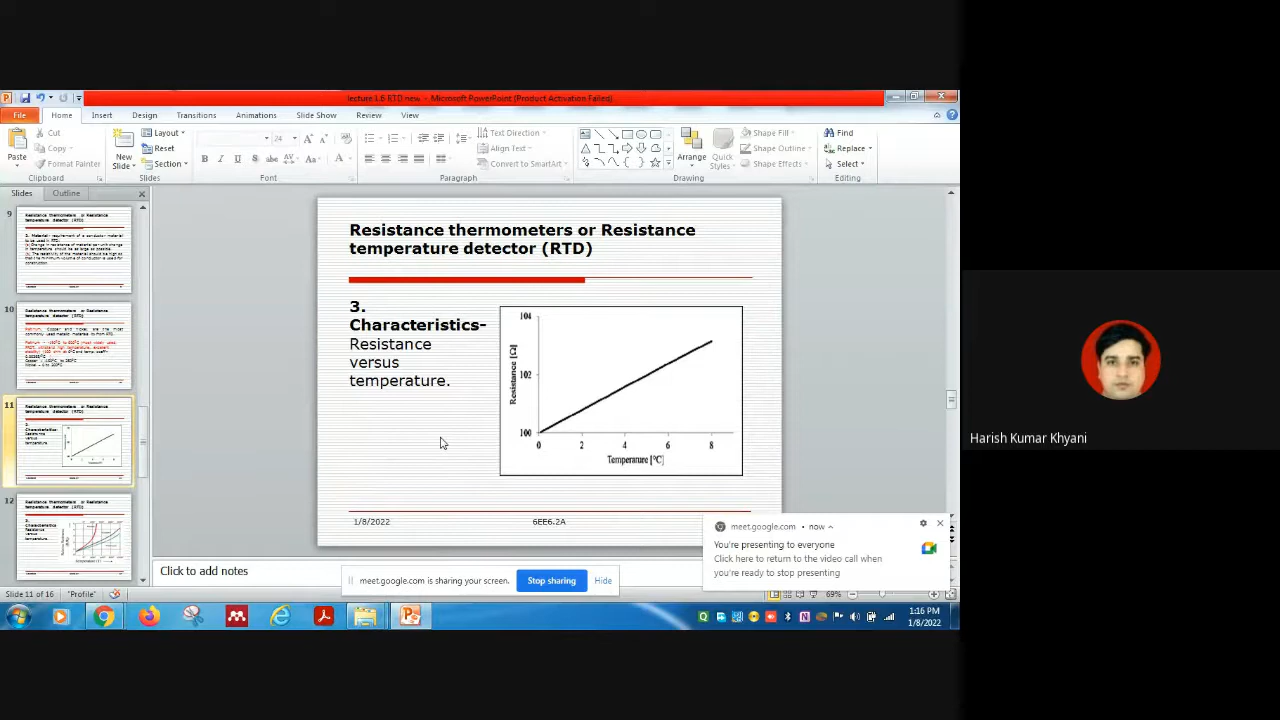 lecture 1.6 RTD new. - Microsoft PowerPoint (Product Activation Failed)
File Home Insert Design Transitions Animations Slide Show Review View
Paste
Cut
Copy
Format Painter
Clipboard
New
Slide
Layout
Reset
Section
Slides
24
Font
Text Direction
Align Text
Convert to SmartArt
Paragraph
Arrange
Quick
Styles
Shape Fill
Shape Outline
Shape Effects
Drawing
Find
Replace
Select
Editing
Slides Outline
9
10
11
12
Resistance thermometers or Resistance
temperature detector (RTD)
3.
Characteristics-
Resistance
versus
temperature.
104
102
100
Resistance [Ω]
0 2 4 6 8
Temperature [°C]
1/8/2022 6EE6.2A
Click to add notes
meet.google.com is sharing your screen. Stop sharing Hide
meet.google.com • now
You're presenting to everyone
Click here to return to the video call when
you're ready to stop presenting
Slide 11 of 16 "Profile" 69%
1:16 PM
1/8/2022
Harish Kumar Khyani